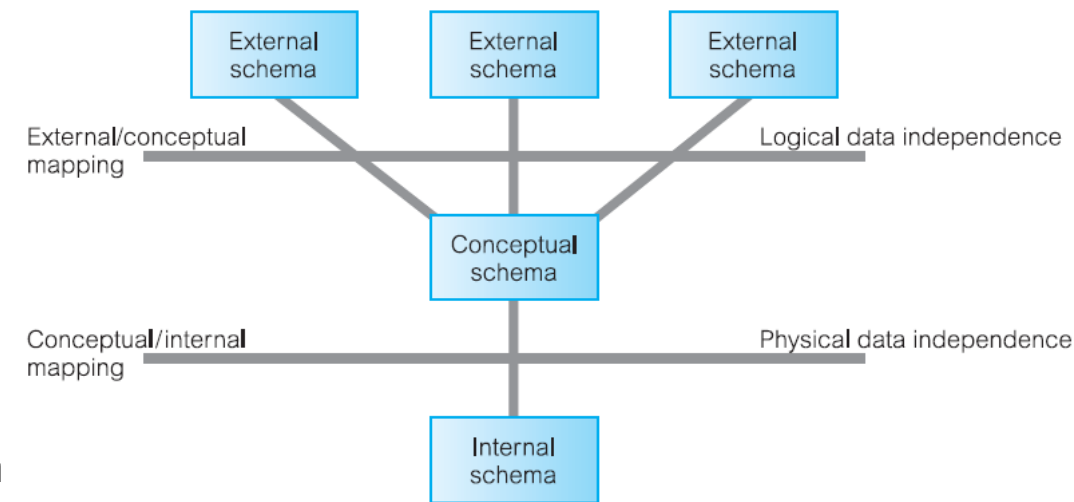 External
schema
External
schema
External
schema
External/conceptual
mapping
Logical data independence
Conceptual
schema
Conceptual/internal
mapping
Physical data independence
Internal
schema